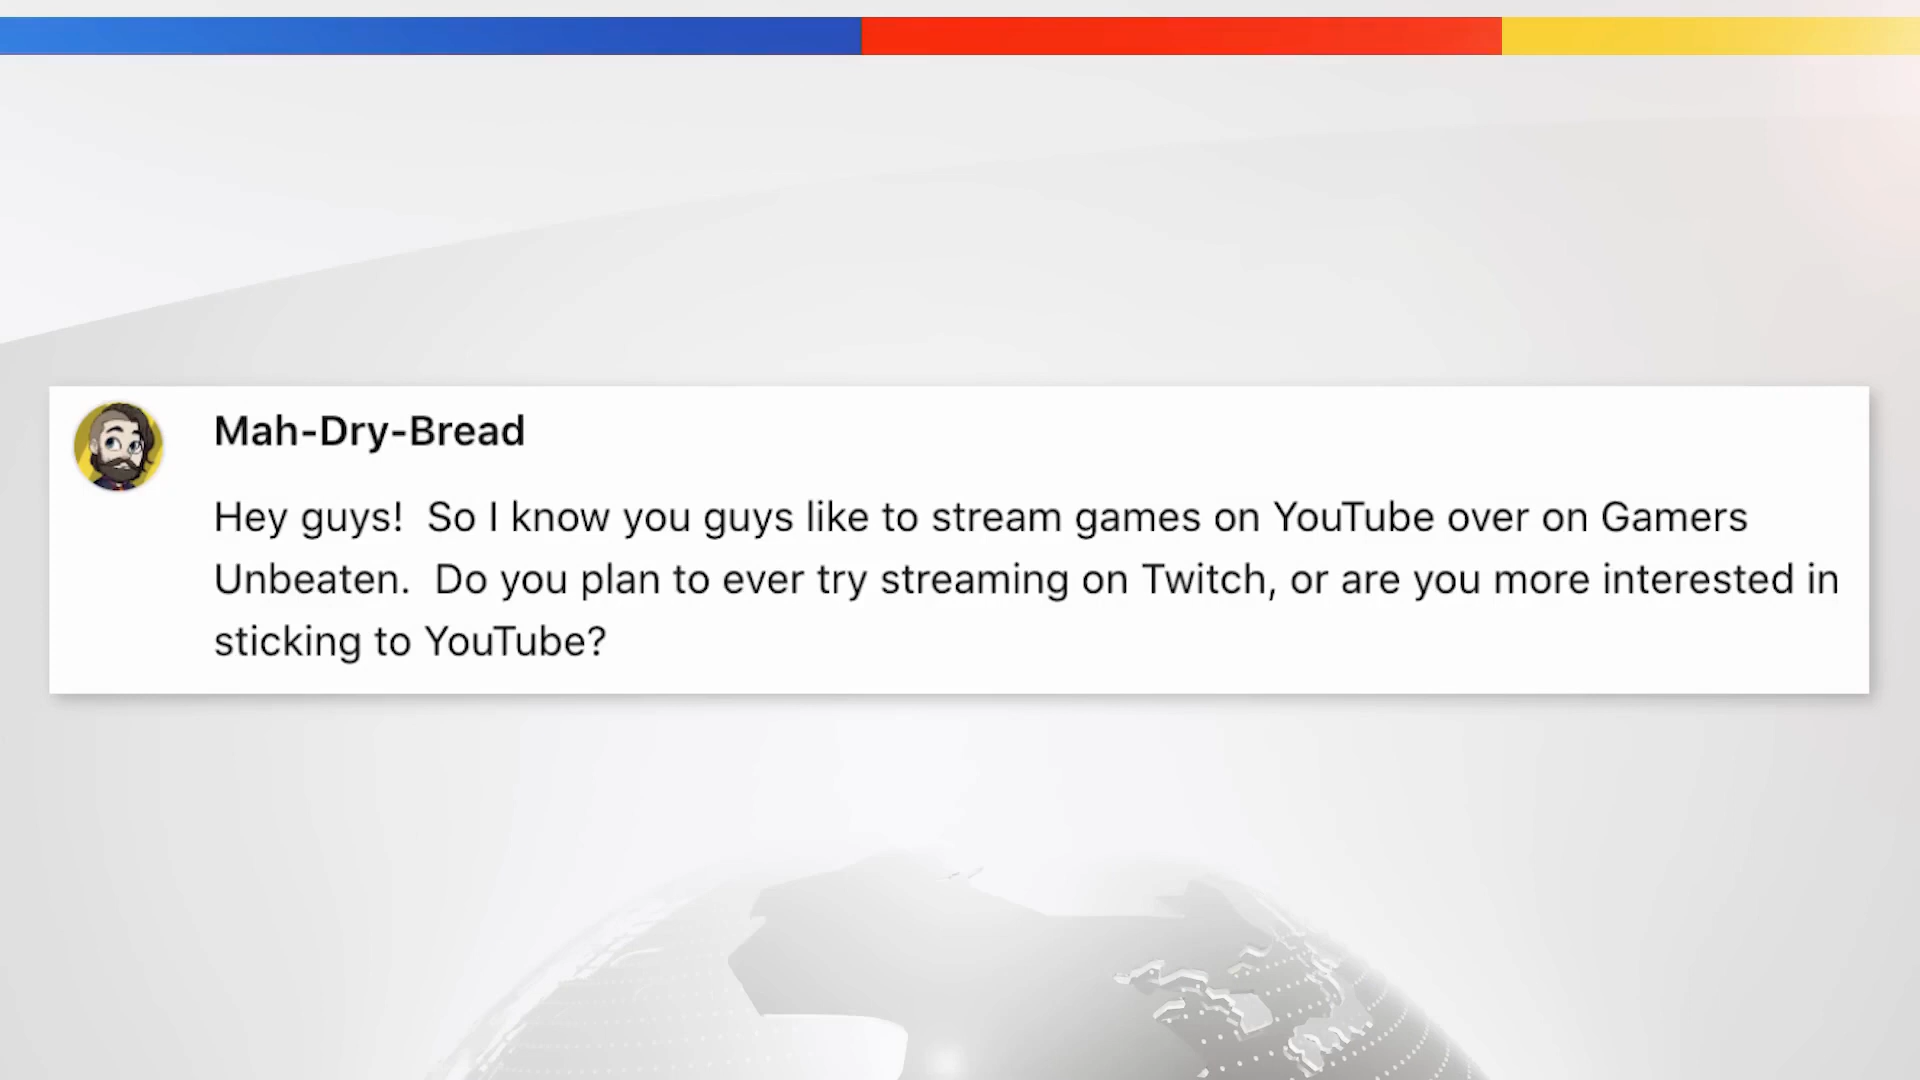 Mah-Dry-Bread
Hey guys!  So I know you guys like to stream games on YouTube over on Gamers
Unbeaten.  Do you plan to ever try streaming on Twitch, or are you more interested in
sticking to YouTube?